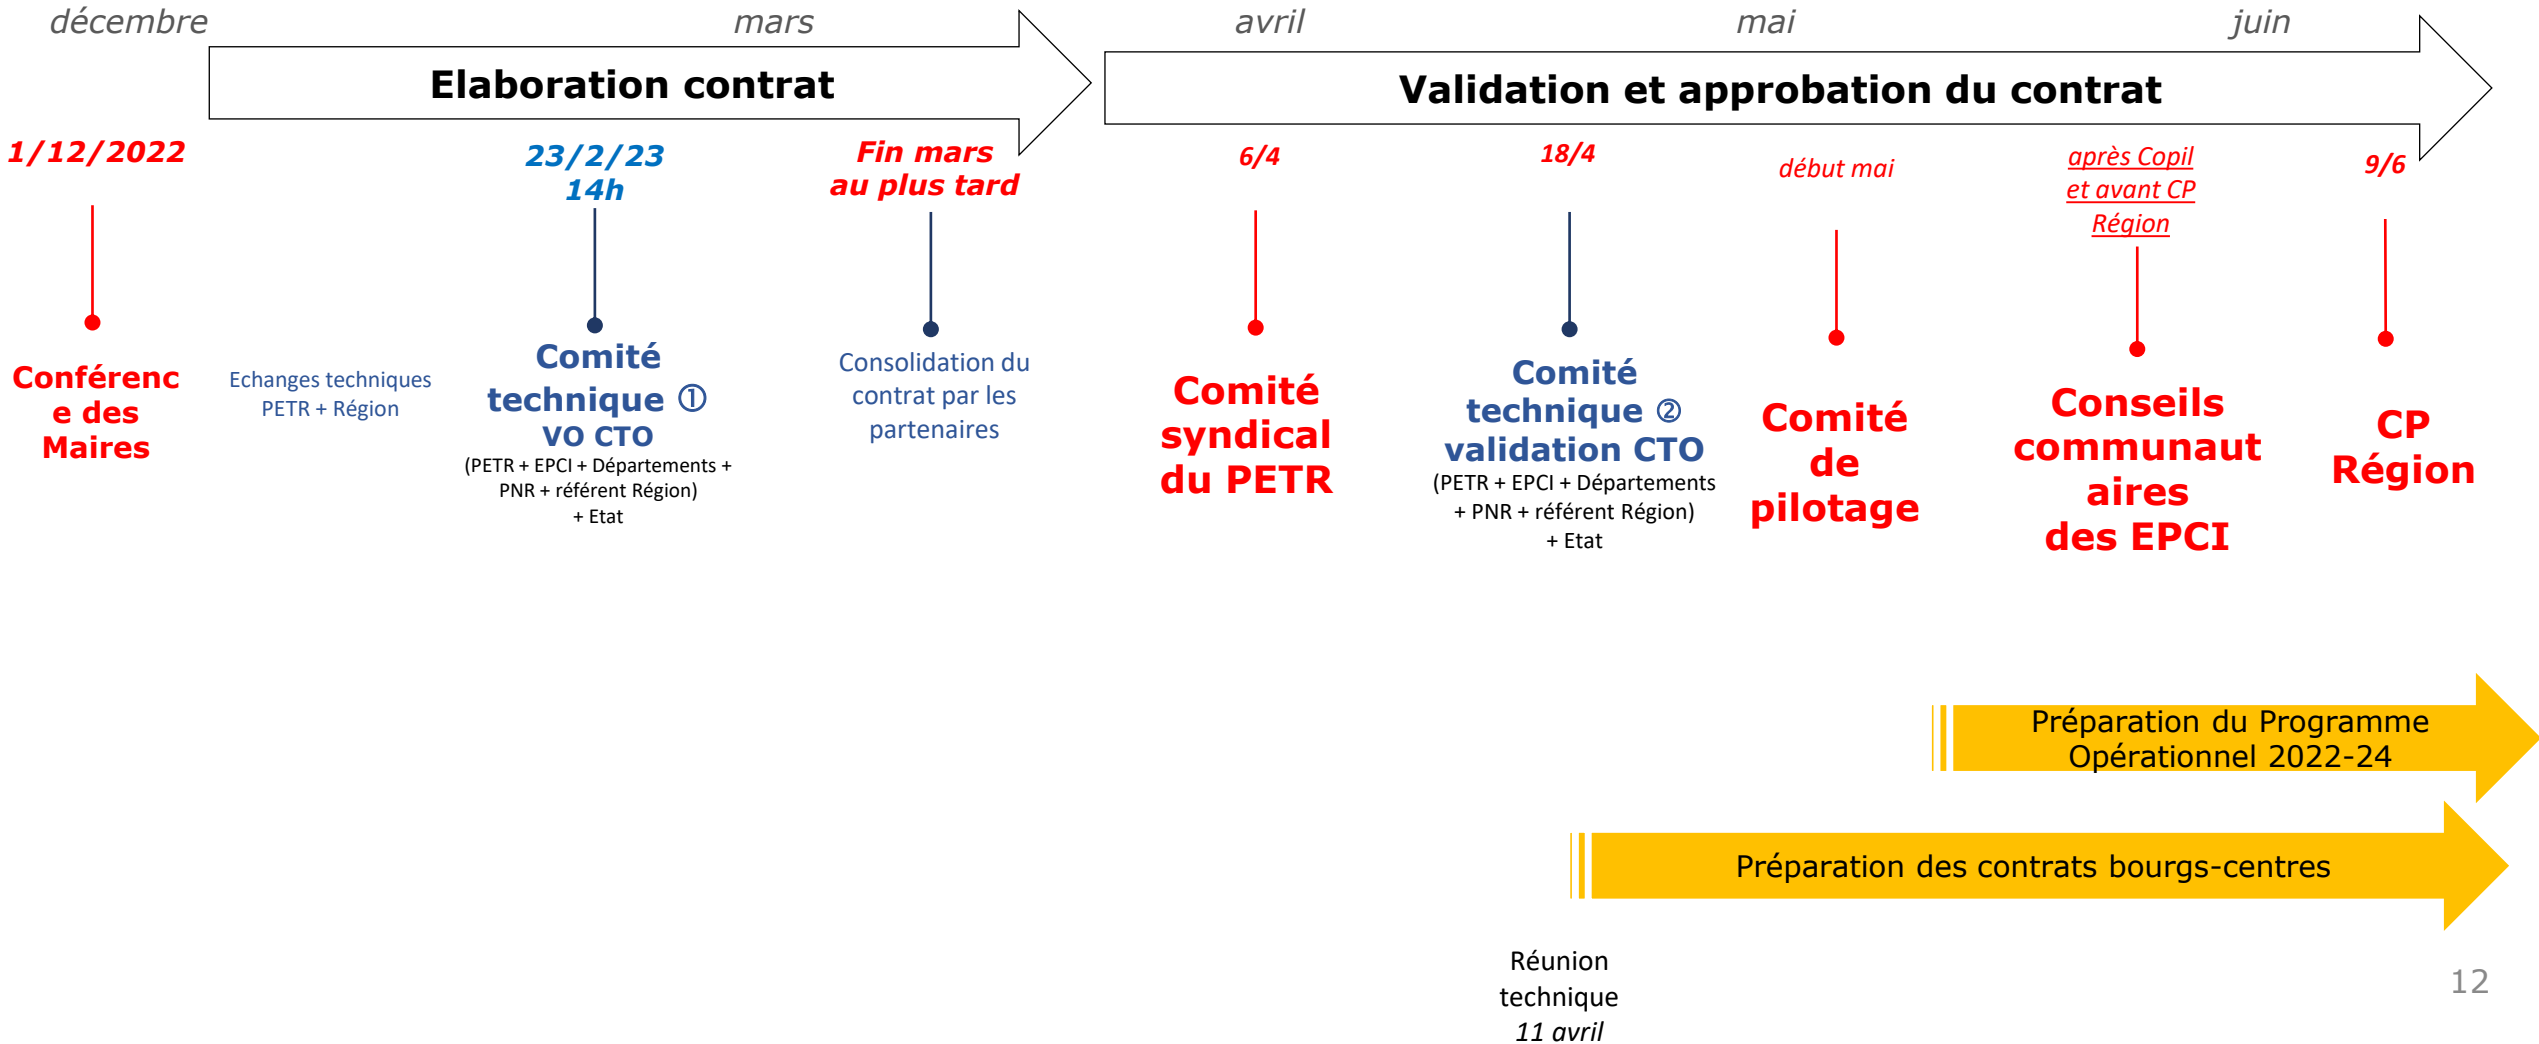 décembre
mars
avril
mai
juin
Elaboration contrat
Validation et approbation du contrat
1/12/2022
23/2/23
14h
Fin mars
au plus tard
6/4
18/4
début mai
après Copil
et avant CP
Région
9/6
Conférenc
e des
Maires
Echanges techniques
PETR + Région
Comité
technique ①
VO CTO
(PETR + EPCI + Départements +
PNR + référent Région)
+ Etat
Consolidation du
contrat par les
partenaires
Comité
syndical
du PETR
Comité
technique ②
validation CTO
(PETR + EPCI + Départements
+ PNR + référent Région)
+ Etat
Comité
de
pilotage
Conseils
communaut
aires
des EPCI
CP
Région
Préparation du Programme
Opérationnel 2022-24
Préparation des contrats bourgs-centres
Réunion
technique
11 avril
12